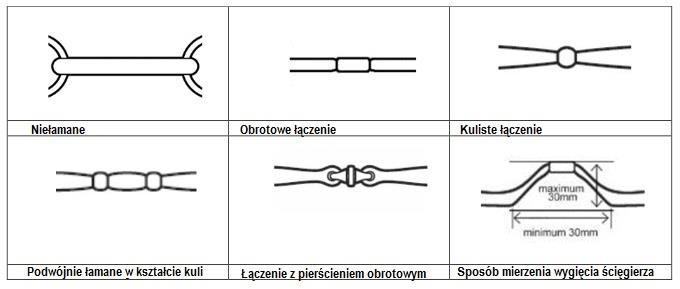 Niełamane
Obrotowe łączenie
Kuliste łączenie
maximum
30mm
minimum 30mm
Podwójnie łamane w kształcie kuli
Łączenie z pierścieniem obrotowym
Sposób mierzenia wygięcia ścięgierza